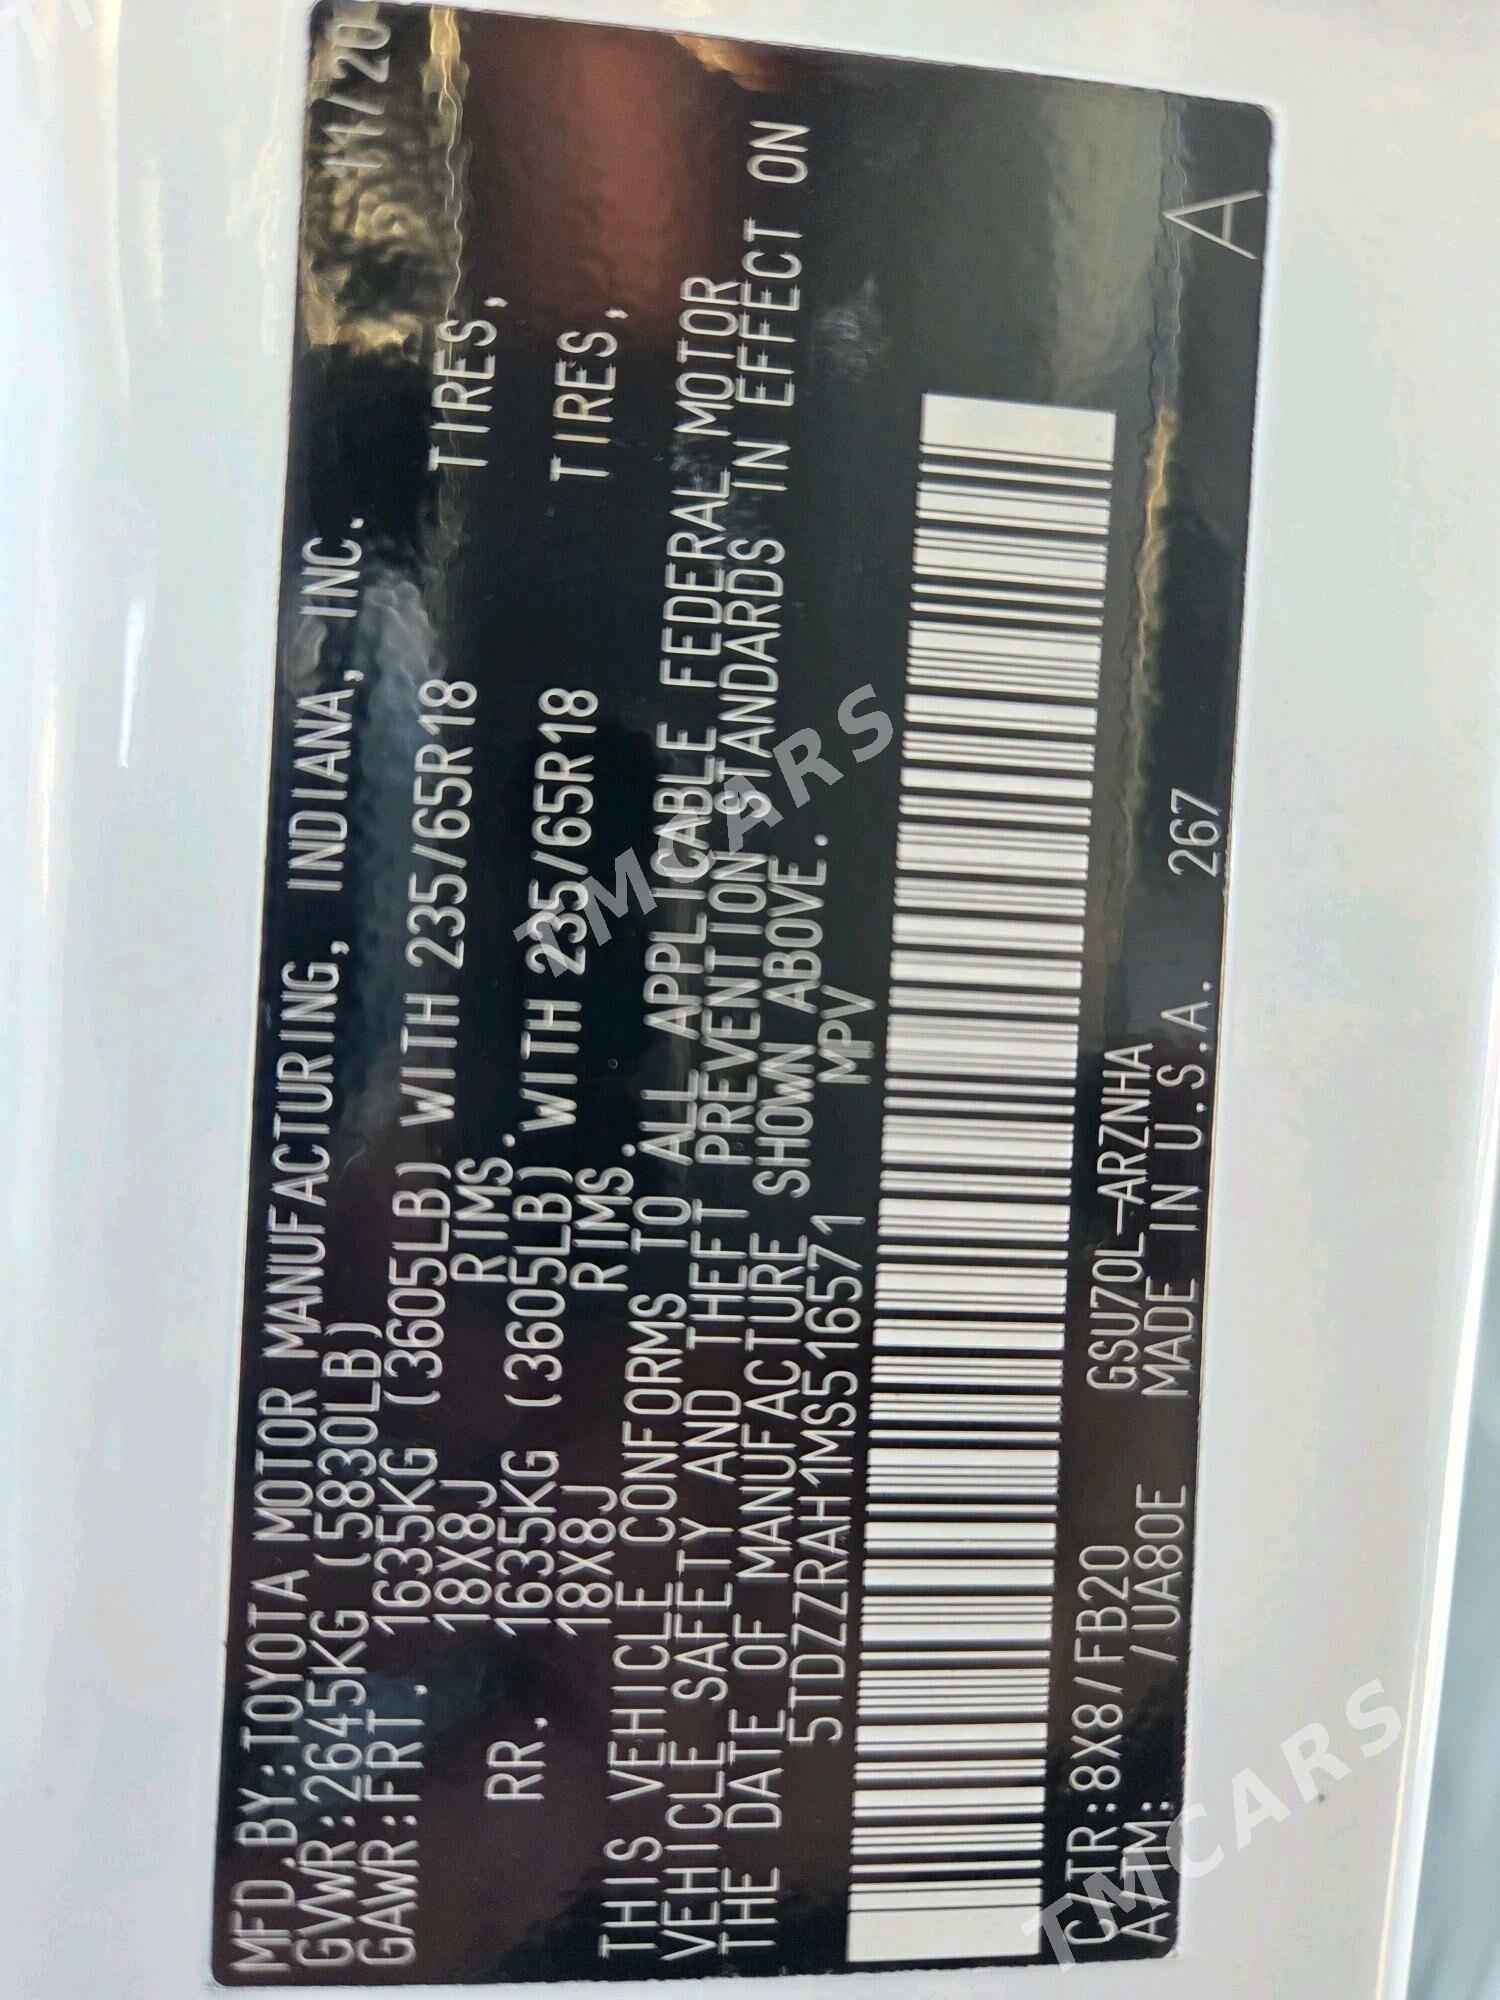 MFD.BY:TOYOTA MOTOR MANUFACTURING, INDIANA, INC. 11/20
GVWR:2645KG (5830LB)
GAWR:FRT. 1635KG (3605LB) WITH 235/65R18 TIRES,
18X8J RIMS.
RR. 1635KG (3605LB) WITH 235/65R18 TIRES,
18X8J RIMS.
THIS VEHICLE CONFORMS TO ALL APPLICABLE FEDERAL MOTOR
VEHICLE SAFETY AND THEFT PREVENTION STANDARDS IN EFFECT ON
THE DATE OF MANUFACTURE SHOWN ABOVE.
5TDZZRAH1MS516571 MPV
C/TR:8X8/FB20 GSU70L-ARZNHA
A/TM: /UA80E MADE IN U.S.A. 267 A
TMCARS
TMCARS